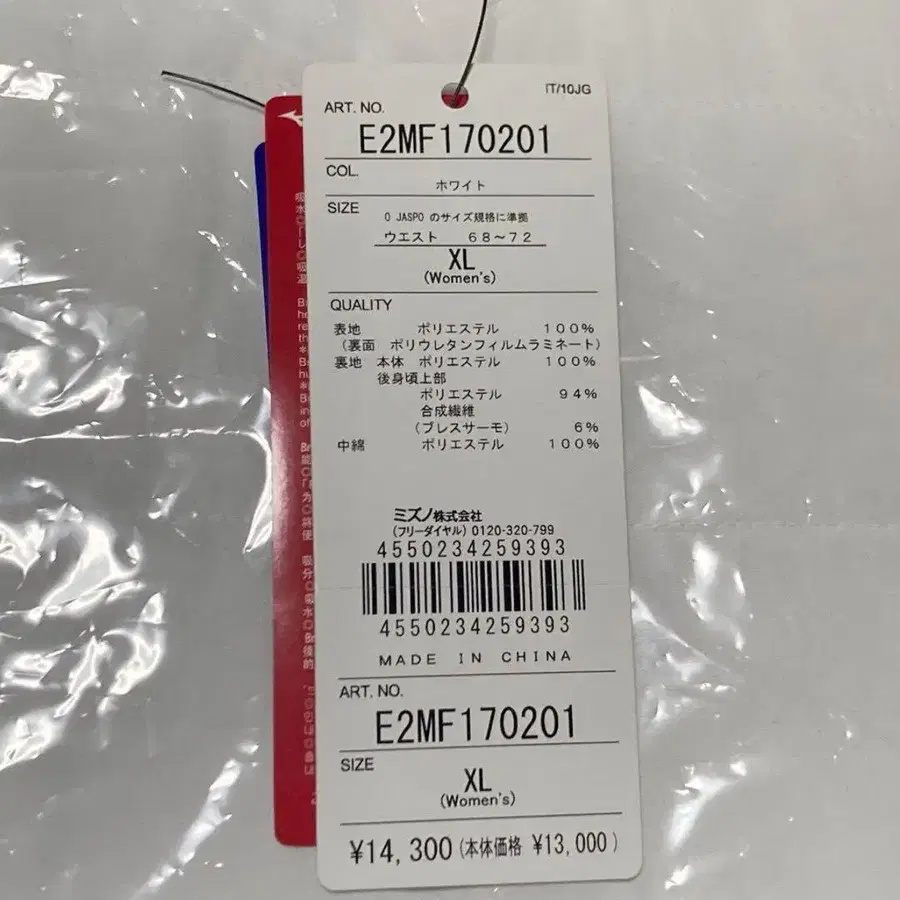 IT/10JG
ART. NO.
E2MF170201
COL.
ホワイト
SIZE
O JASPO のサイズ規格に準拠
ウエスト 68～72
XL
(Women's)
QUALITY
表地 ポリエステル 100%
(裏面 ポリウレタンフィルムラミネート)
裏地 本体 ポリエステル 100%
後身頃上部
ポリエステル 94%
合成繊維
(ブレスサーモ) 6%
中綿 ポリエステル 100%
ミズノ株式会社
(フリーダイヤル) 0120-320-799
4550234259393
4550234259393
MADE IN CHINA
ART. NO.
E2MF170201
SIZE
XL
(Women's)
¥14,300 (本体価格 ¥13,000)